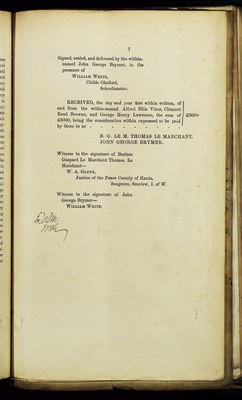 7
Signed, sealed, and delivered by the within-
named John George Brymer, in the
presence of
WILLIAM WHITE,
Childe Okeford,
Schoolmaster.
RECEIVED, the day and year first within written, of
and from the within-named Alfred Ellis Vines, Clement
Reed Browne, and George Henry Lawrence, the sum of
£3000, being the consideration within expressed to be paid
by them to us
£3000
B. G. LE M. THOMAS LE MARCHANT.
JOHN GEORGE BRYMER.
Witness to the signature of
Gaspard Le Marchant Thomas Le
Marchant—
Justice of the Peace County of Hants,
Seagrove, Seaview, I. of W.
Witness to the signature of John
George Brymer—
WILLIAM WHITE.